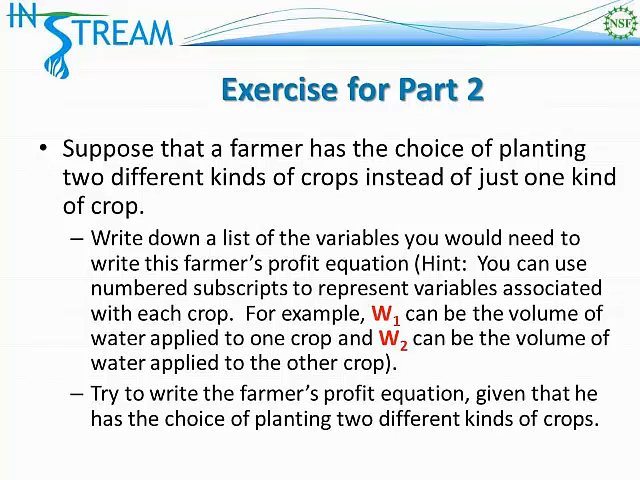 IN STREAM
NSF
Exercise for Part 2
• Suppose that a farmer has the choice of planting
two different kinds of crops instead of just one kind
of crop.
– Write down a list of the variables you would need to
write this farmer's profit equation (Hint: You can use
numbered subscripts to represent variables associated
with each crop. For example, W₁ can be the volume of
water applied to one crop and W₂ can be the volume of
water applied to the other crop).
– Try to write the farmer's profit equation, given that he
has the choice of planting two different kinds of crops.